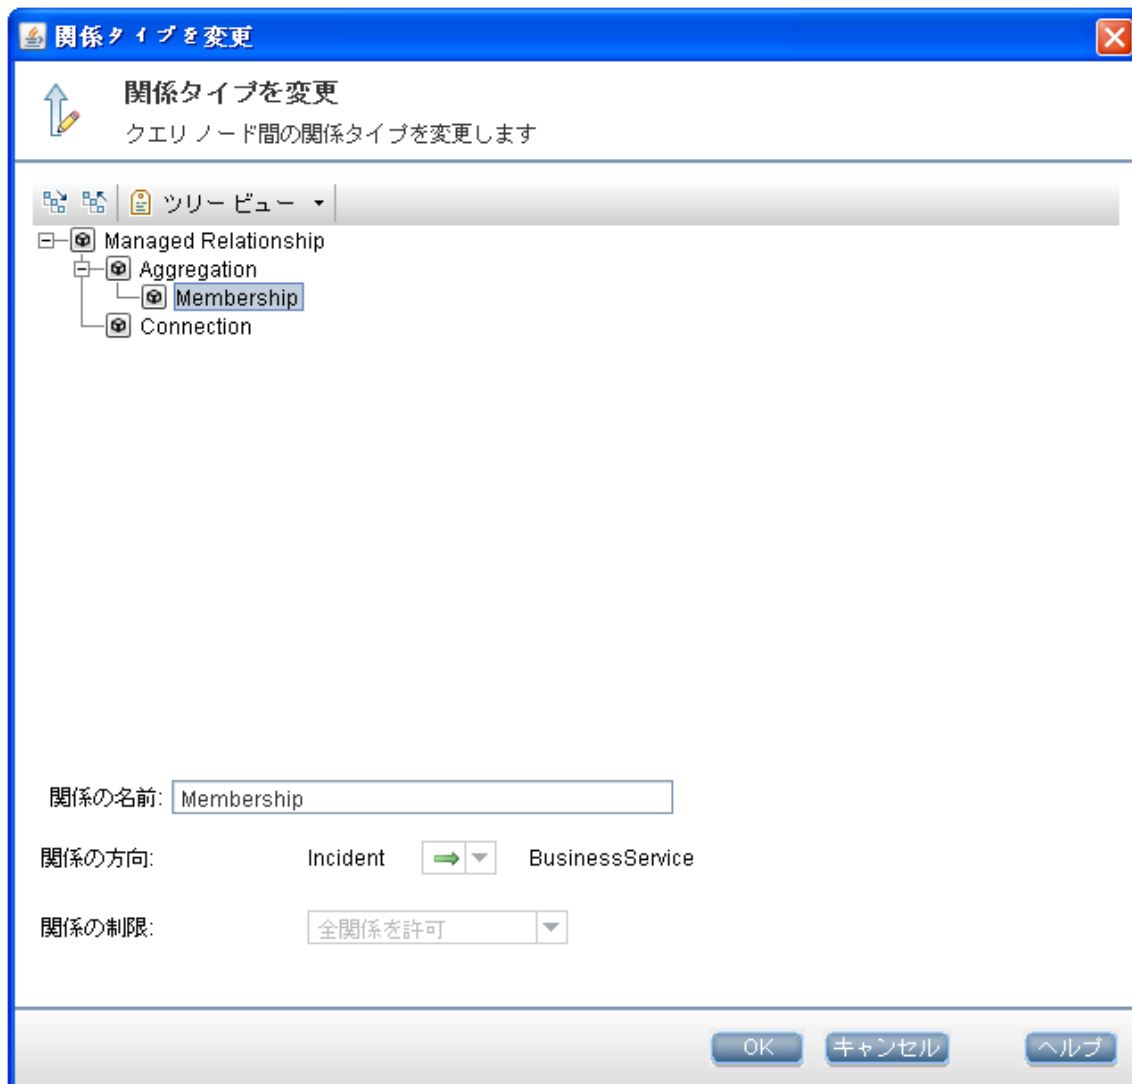 関係タイプを変更
関係タイプを変更
クエリ ノード間の関係タイプを変更します
ツリー ビュー
Managed Relationship
Aggregation
Membership
Connection
関係の名前: Membership
関係の方向: Incident BusinessService
関係の制限: 全関係を許可
OK キャンセル ヘルプ